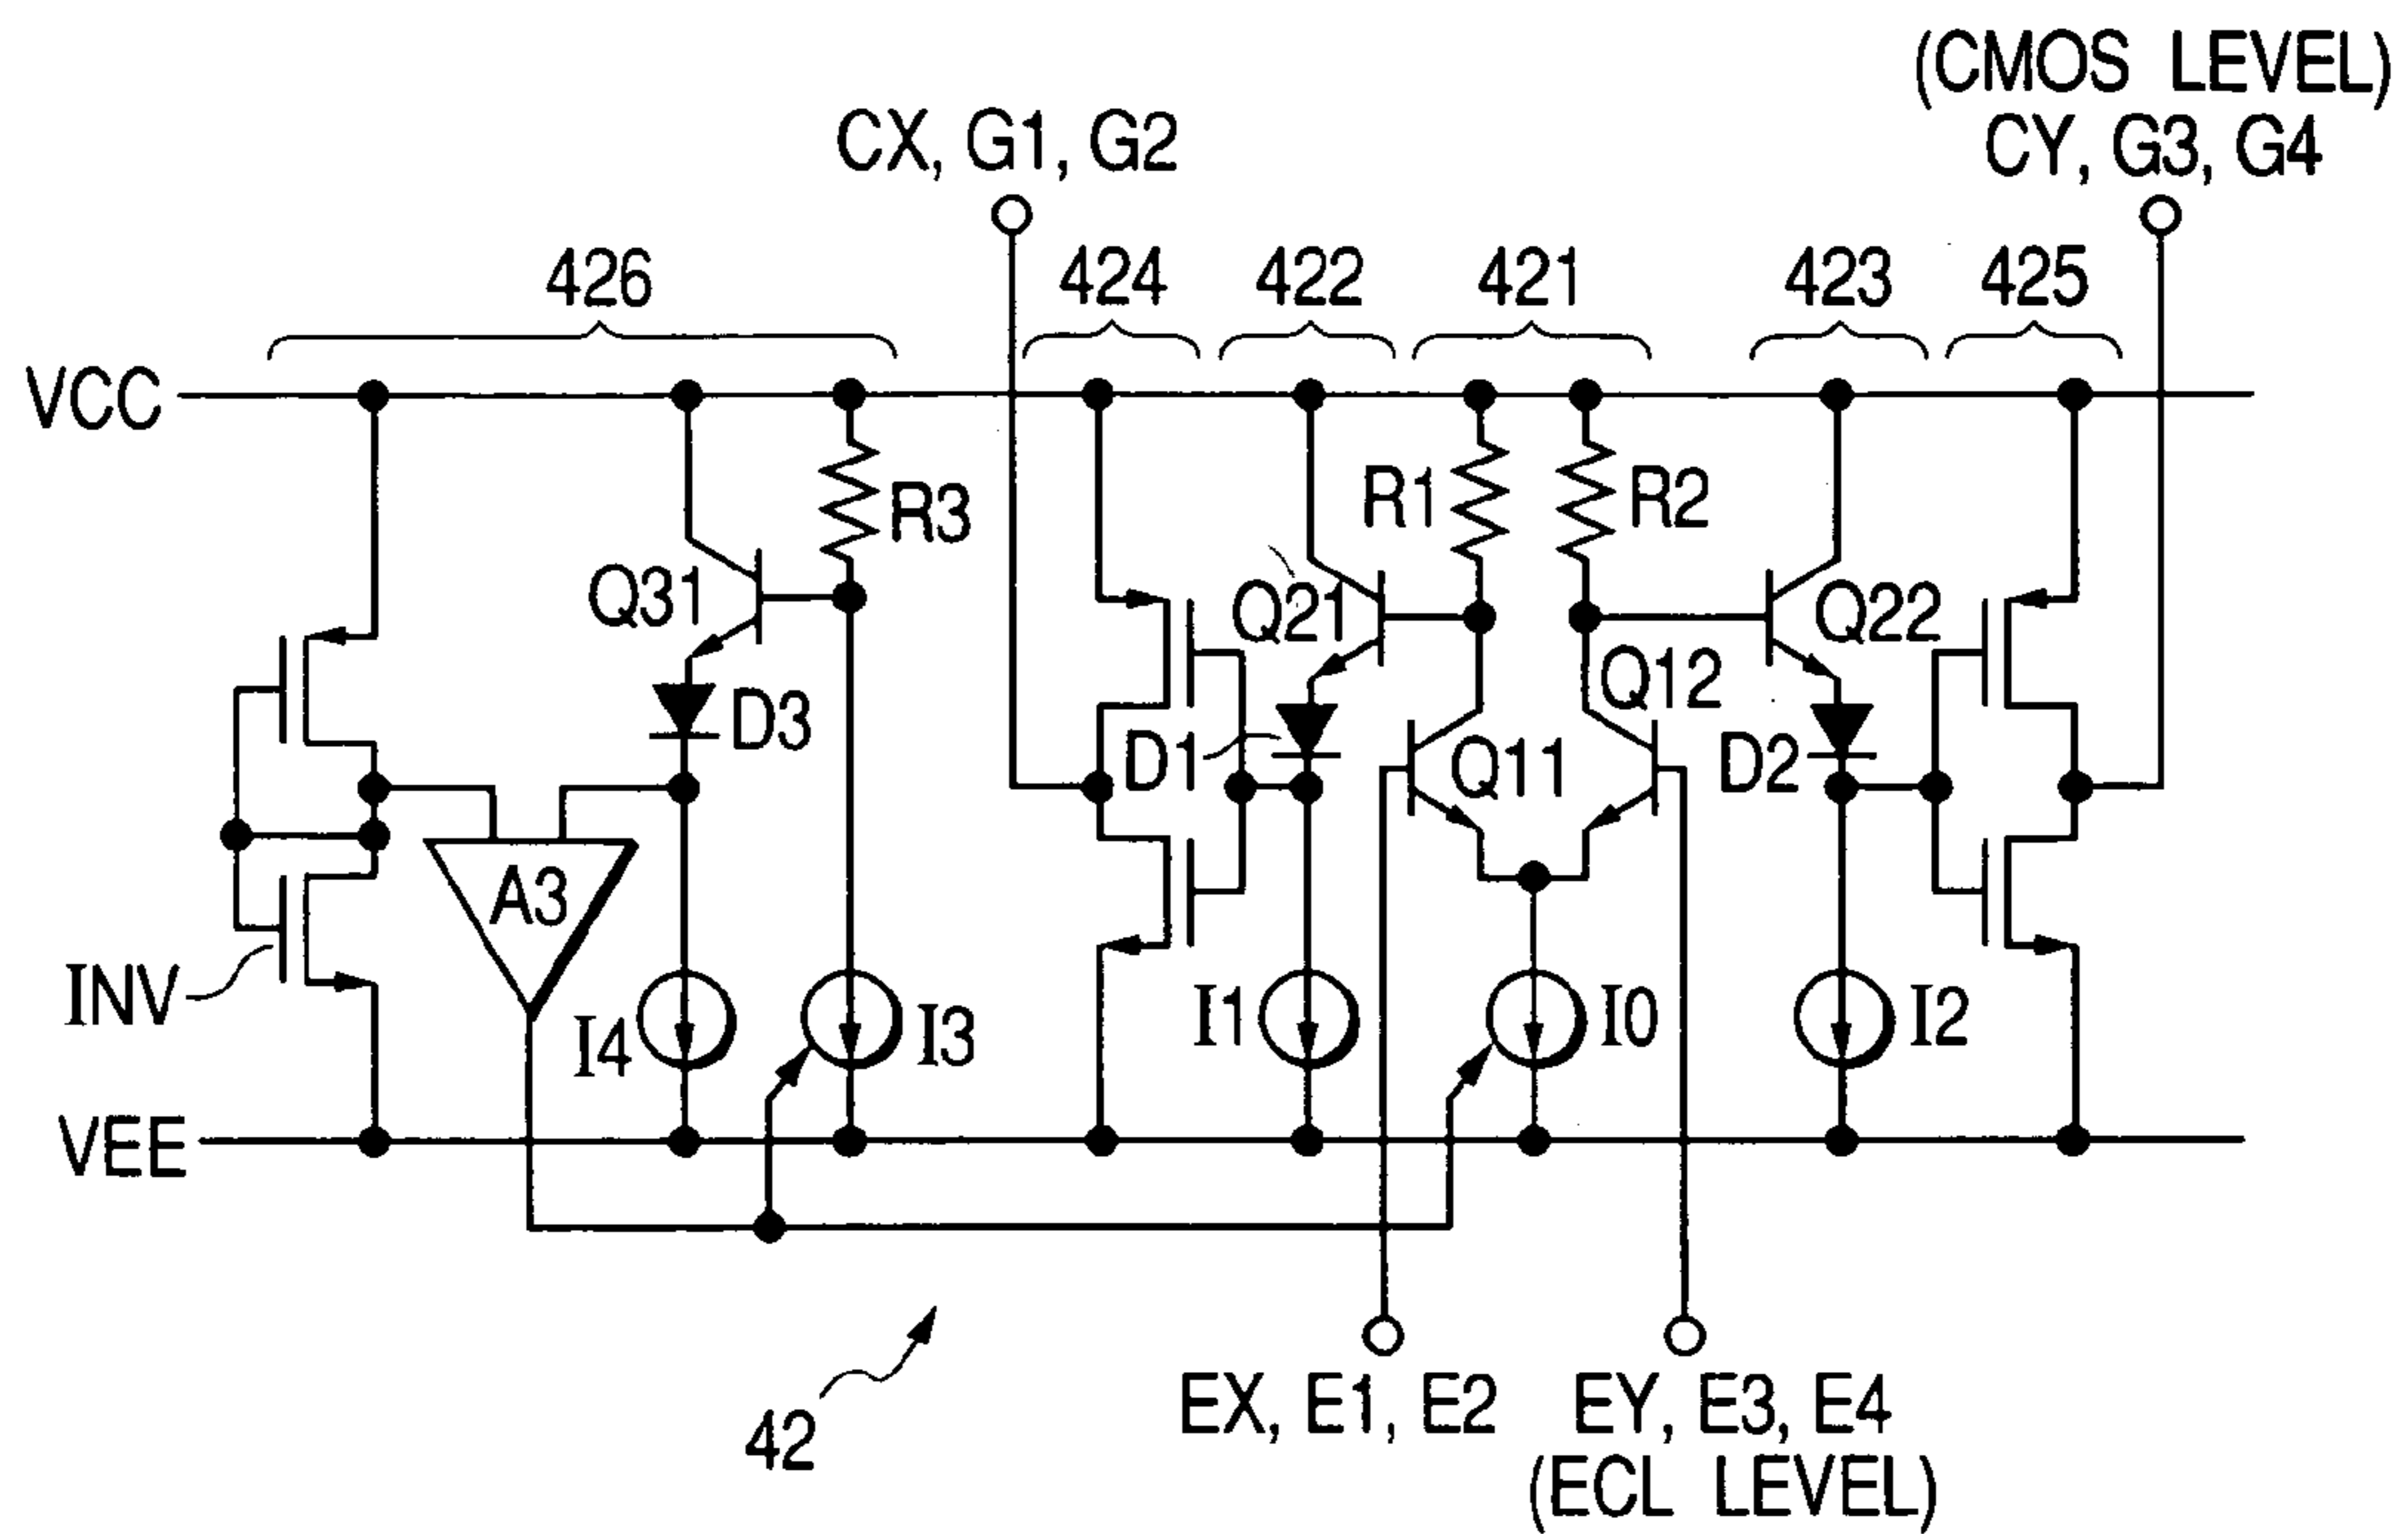 (CMOS LEVEL)
CX, G1, G2
CY, G3, G4
426
424
422
421
423
425
VCC
R3
R1
R2
Q31
Q21
Q22
Q12
D3
D1
Q11
D2
A3
INV
I4
I3
I1
I0
I2
VEE
42
EX, E1, E2
EY, E3, E4
(ECL LEVEL)